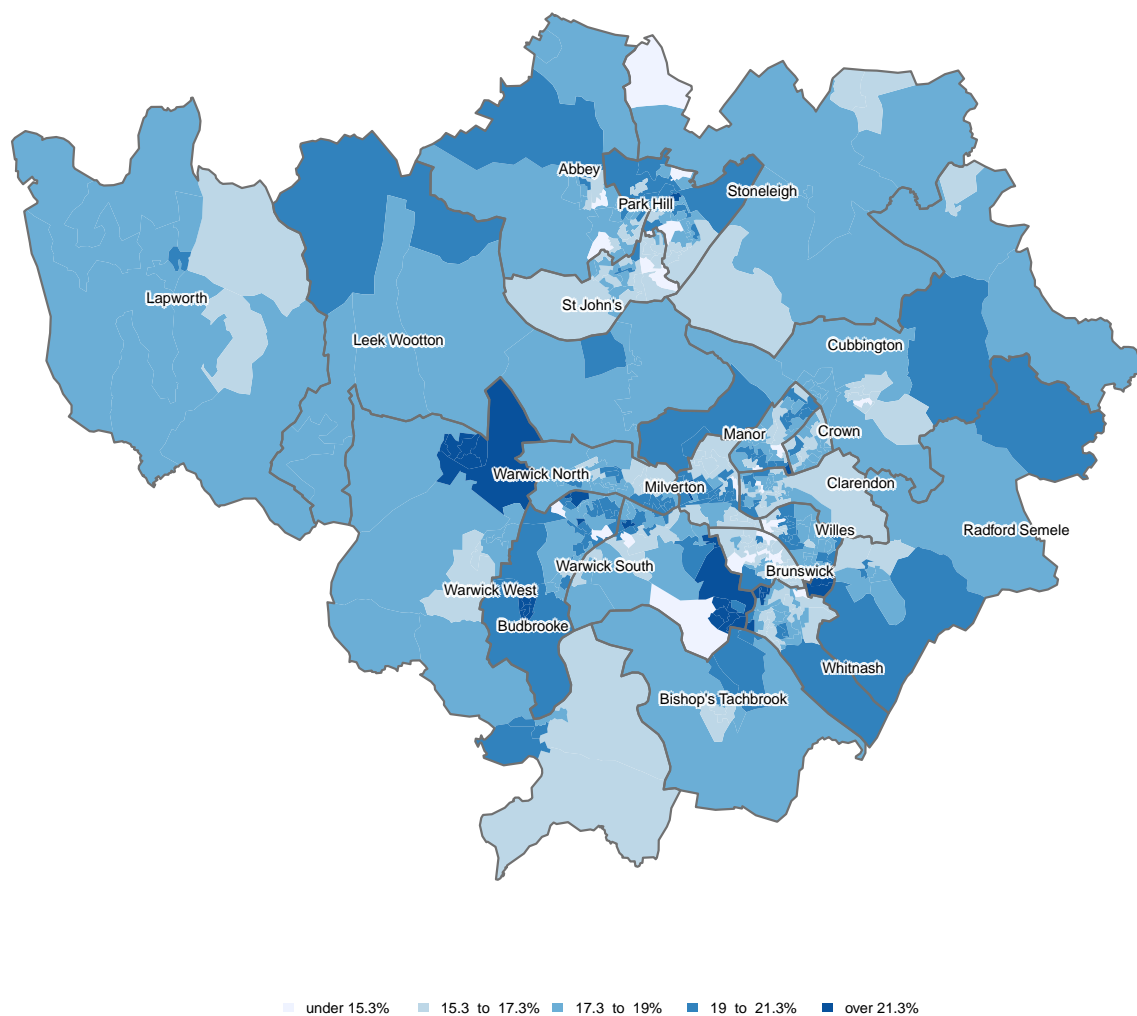 Abbey
Stoneleigh
Park Hill
Lapworth
St John's
Leek Wootton
Cubbington
Manor
Crown
Warwick North
Milverton
Clarendon
Willes
Radford Semele
Warwick South
Brunswick
Warwick West
Budbrooke
Whitnash
Bishop's Tachbrook
under 15.3% 15.3 to 17.3% 17.3 to 19% 19 to 21.3% over 21.3%